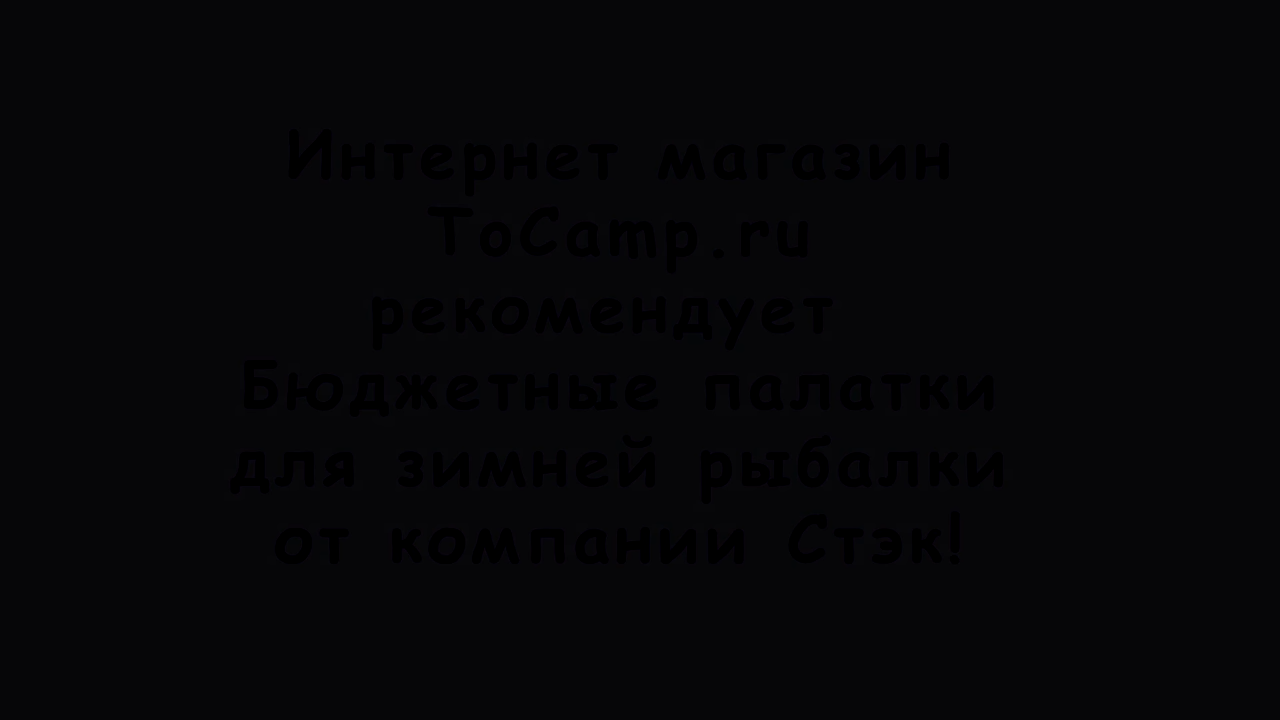 Интернет магазин
ToCamp.ru
рекомендует
Бюджетные палатки
для зимней рыбалки
от компании Стэк!